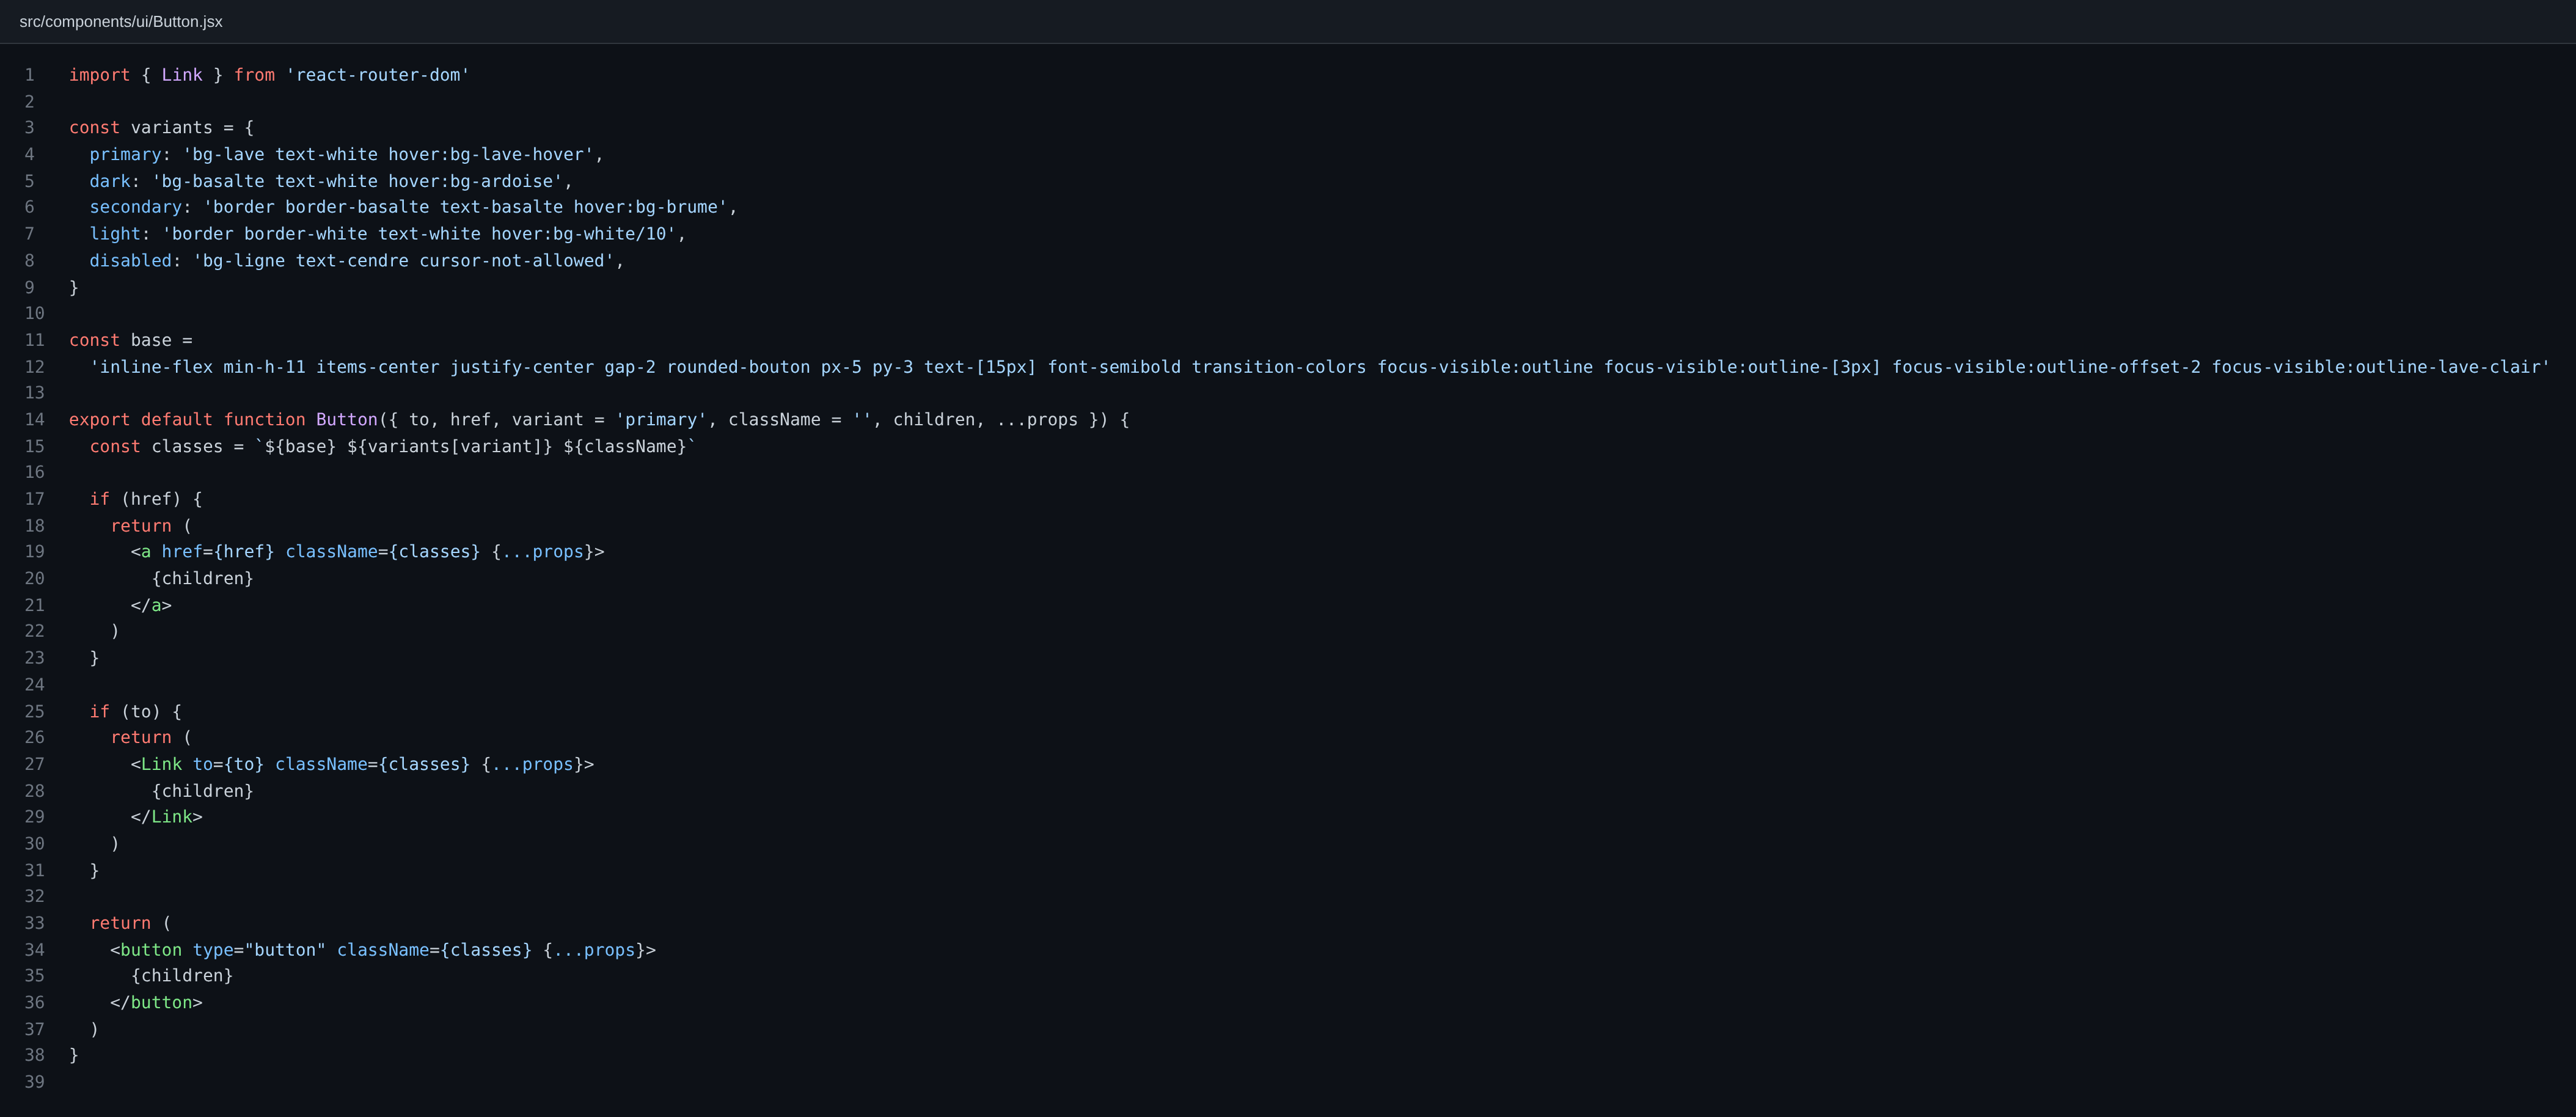 src/components/ui/Button.jsx
1 import { Link } from 'react-router-dom'
2
3 const variants = {
4   primary: 'bg-lave text-white hover:bg-lave-hover',
5   dark: 'bg-basalte text-white hover:bg-ardoise',
6   secondary: 'border border-basalte text-basalte hover:bg-brume',
7   light: 'border border-white text-white hover:bg-white/10',
8   disabled: 'bg-ligne text-cendre cursor-not-allowed',
9 }
10
11 const base =
12   'inline-flex min-h-11 items-center justify-center gap-2 rounded-bouton px-5 py-3 text-[15px] font-semibold transition-colors focus-visible:outline focus-visible:outline-[3px] focus-visible:outline-offset-2 focus-visible:outline-lave-clair'
13
14 export default function Button({ to, href, variant = 'primary', className = '', children, ...props }) {
15   const classes = `${base} ${variants[variant]} ${className}`
16
17   if (href) {
18     return (
19       <a href={href} className={classes} {...props}>
20         {children}
21       </a>
22     )
23   }
24
25   if (to) {
26     return (
27       <Link to={to} className={classes} {...props}>
28         {children}
29       </Link>
30     )
31   }
32
33   return (
34     <button type="button" className={classes} {...props}>
35       {children}
36     </button>
37   )
38 }
39